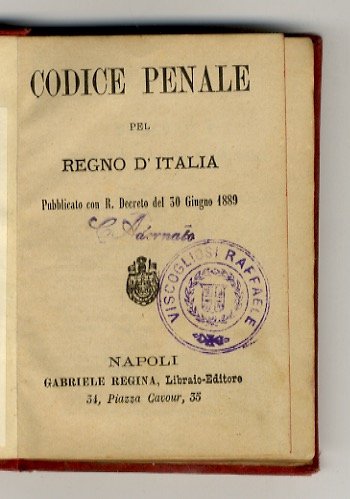 CODICE PENALE
PEL
REGNO D'ITALIA
Pubblicato con R. Decreto del 30 Giugno 1889
Adernato
VISCOGLIOSI RAFFAELE
NAPOLI
GABRIELE REGINA, Libraio-Editore
34, Piazza Cavour, 35